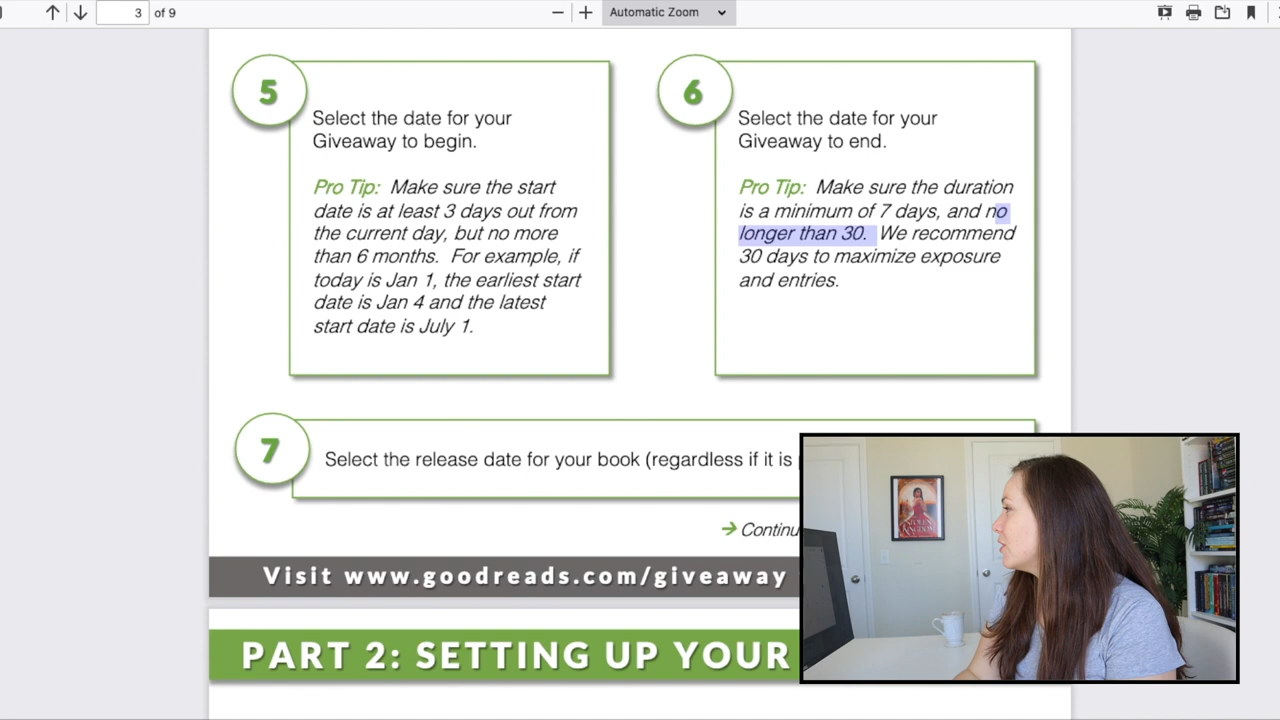 3 of 9
Automatic Zoom
5
Select the date for your
Giveaway to begin.
Pro Tip: Make sure the start
date is at least 3 days out from
the current day, but no more
than 6 months. For example, if
today is Jan 1, the earliest start
date is Jan 4 and the latest
start date is July 1.
6
Select the date for your
Giveaway to end.
Pro Tip: Make sure the duration
is a minimum of 7 days, and no
longer than 30. We recommend
30 days to maximize exposure
and entries.
7
Select the release date for your book (regardless if it is
Continu
Visit www.goodreads.com/giveaway
PART 2: SETTING UP YOUR
STOLEN
KINGDOM